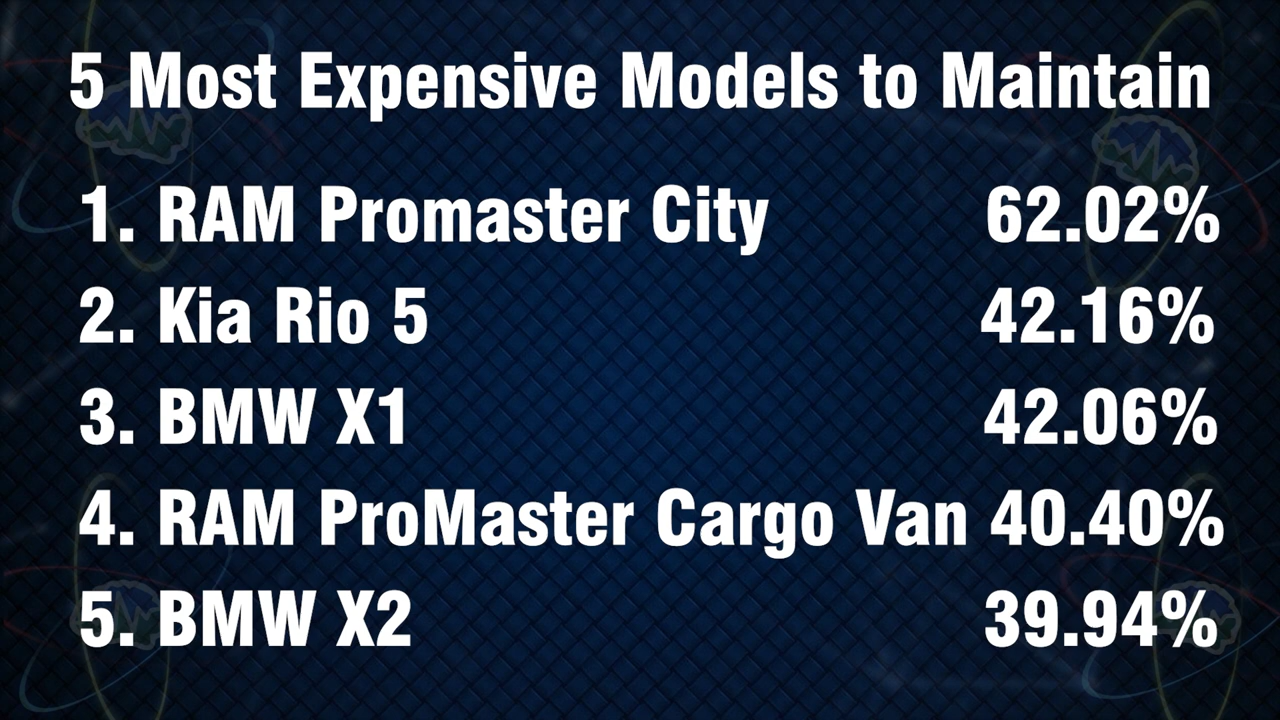 5 Most Expensive Models to Maintain
1. RAM Promaster City 62.02%
2. Kia Rio 5 42.16%
3. BMW X1 42.06%
4. RAM ProMaster Cargo Van 40.40%
5. BMW X2 39.94%